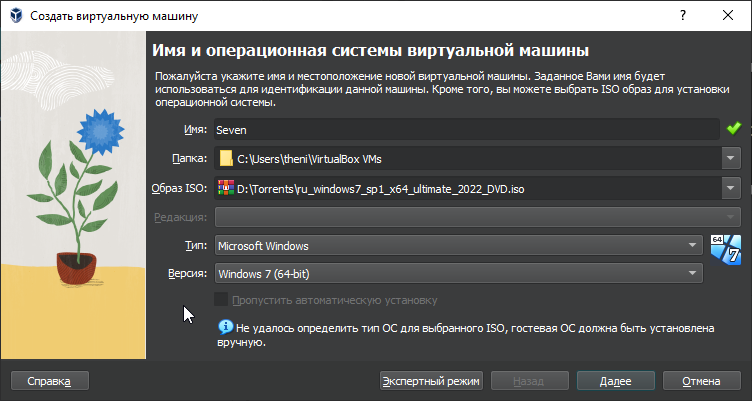 Создать виртуальную машину
? ×
Имя и операционная системы виртуальной машины
Пожалуйста укажите имя и местоположение новой виртуальной машины. Заданное Вами имя будет
использоваться для идентификации данной машины. Кроме того, вы можете выбрать ISO образ для установки
операционной системы.
Имя: Seven
Папка: C:\Users\theni\VirtualBox VMs
Образ ISO: D:\Torrents\ru_windows7_sp1_x64_ultimate_2022_DVD.iso
Редакция:
Тип: Microsoft Windows
64
7
Версия: Windows 7 (64-bit)
Пропустить автоматическую установку
Не удалось определить тип ОС для выбранного ISO, гостевая ОС должна быть установлена
вручную.
Справка Экспертный режим Назад Далее Отмена